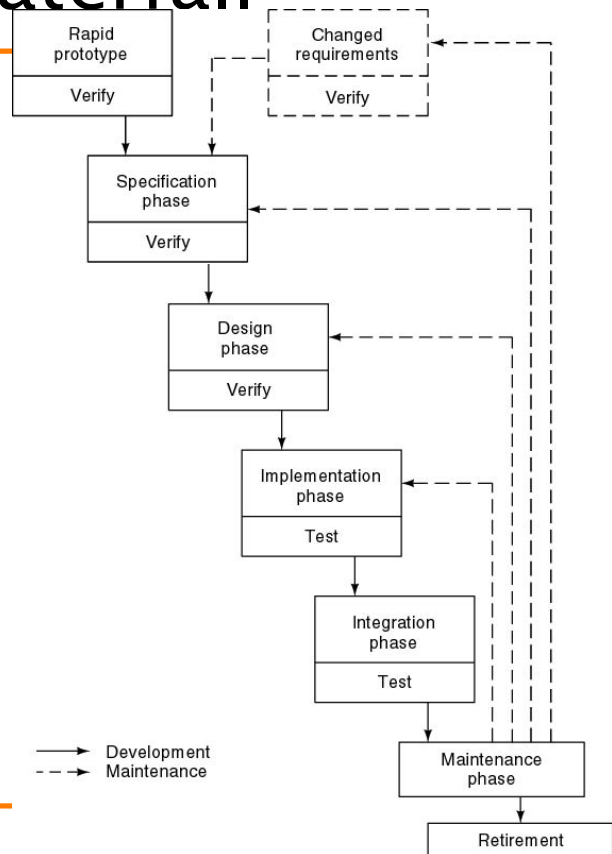 Rapid
prototype
Verify
Changed
requirements
Verify
Specification
phase
Verify
Design
phase
Verify
Implementation
phase
Test
Integration
phase
Test
Development
Maintenance
Maintenance
phase
Retirement